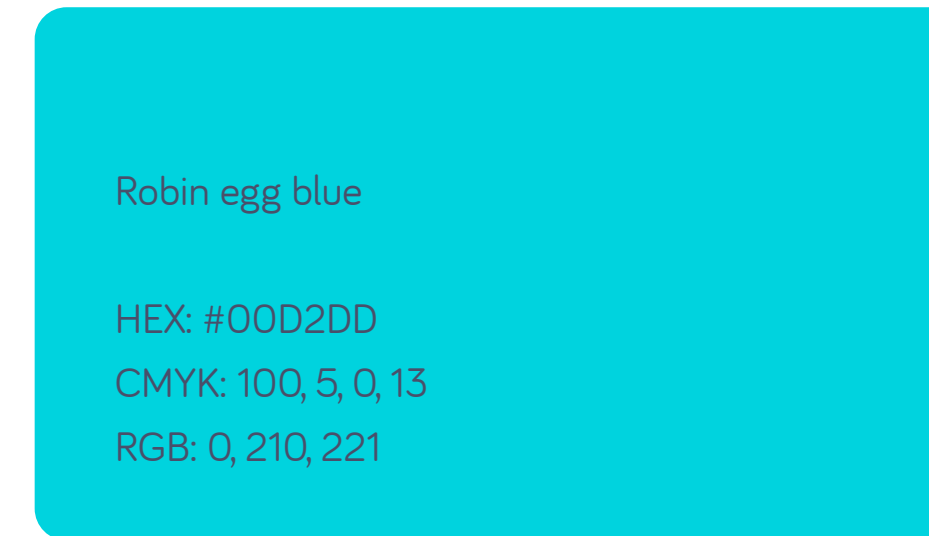 Robin egg blue
HEX: #00D2DD
CMYK: 100, 5, 0, 13
RGB: 0, 210, 221